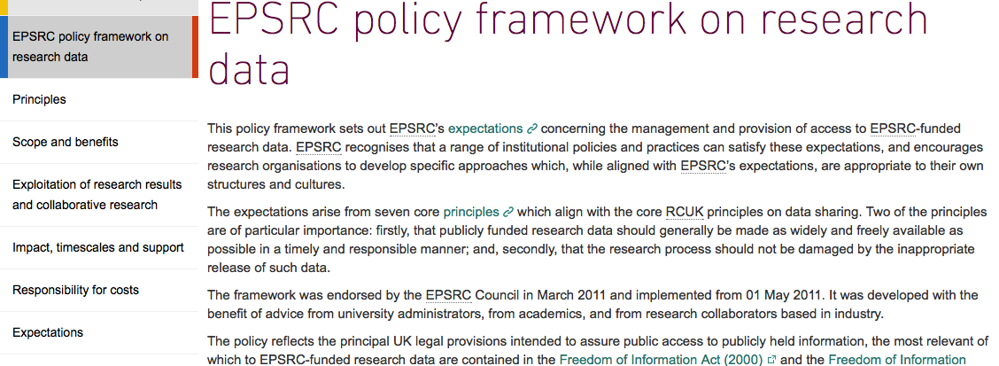 EPSRC policy framework on
research data
Principles
Scope and benefits
Exploitation of research results
and collaborative research
Impact, timescales and support
Responsibility for costs
Expectations
EPSRC policy framework on research
data
This policy framework sets out EPSRC's expectations concerning the management and provision of access to EPSRC-funded
research data. EPSRC recognises that a range of institutional policies and practices can satisfy these expectations, and encourages
research organisations to develop specific approaches which, while aligned with EPSRC's expectations, are appropriate to their own
structures and cultures.
The expectations arise from seven core principles which align with the core RCUK principles on data sharing. Two of the principles
are of particular importance: firstly, that publicly funded research data should generally be made as widely and freely available as
possible in a timely and responsible manner; and, secondly, that the research process should not be damaged by the inappropriate
release of such data.
The framework was endorsed by the EPSRC Council in March 2011 and implemented from 01 May 2011. It was developed with the
benefit of advice from university administrators, from academics, and from research collaborators based in industry.
The policy reflects the principal UK legal provisions intended to assure public access to publicly held information, the most relevant of
which to EPSRC-funded research data are contained in the Freedom of Information Act (2000) and the Freedom of Information